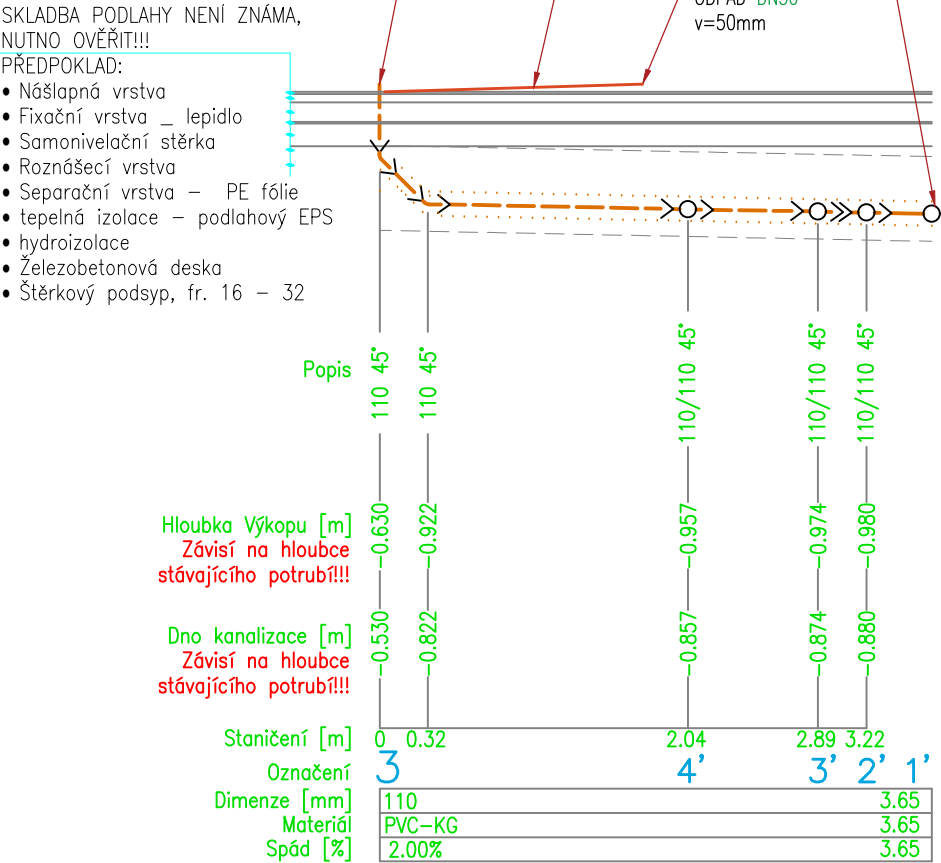 SKLADBA PODLAHY NENÍ ZNÁMA,
NUTNO OVĚŘIT!!!
PŘEDPOKLAD:
• Nášlapná vrstva
• Fixační vrstva _ lepidlo
• Samonivelační stěrka
• Roznášecí vrstva
• Separační vrstva – PE fólie
• tepelná izolace – podlahový EPS
• hydroizolace
• Železobetonová deska
• Štěrkový podsyp, fr. 16 – 32
ODPAD DN50
v=50mm
Popis
110 45°
110 45°
110/110 45°
110/110 45°
110/110 45°
Hloubka Výkopu [m]
Závisí na hloubce
stávajícího potrubí!!!
-0.630
-0.922
-0.957
-0.974
-0.980
Dno kanalizace [m]
Závisí na hloubce
stávajícího potrubí!!!
-0.530
-0.822
-0.857
-0.874
-0.880
Staničení [m] 0 0.32 2.04 2.89 3.22
Označení 3 4' 3' 2' 1'
Dimenze [mm] 110 3.65
Materiál PVC-KG 3.65
Spád [%] 2.00% 3.65